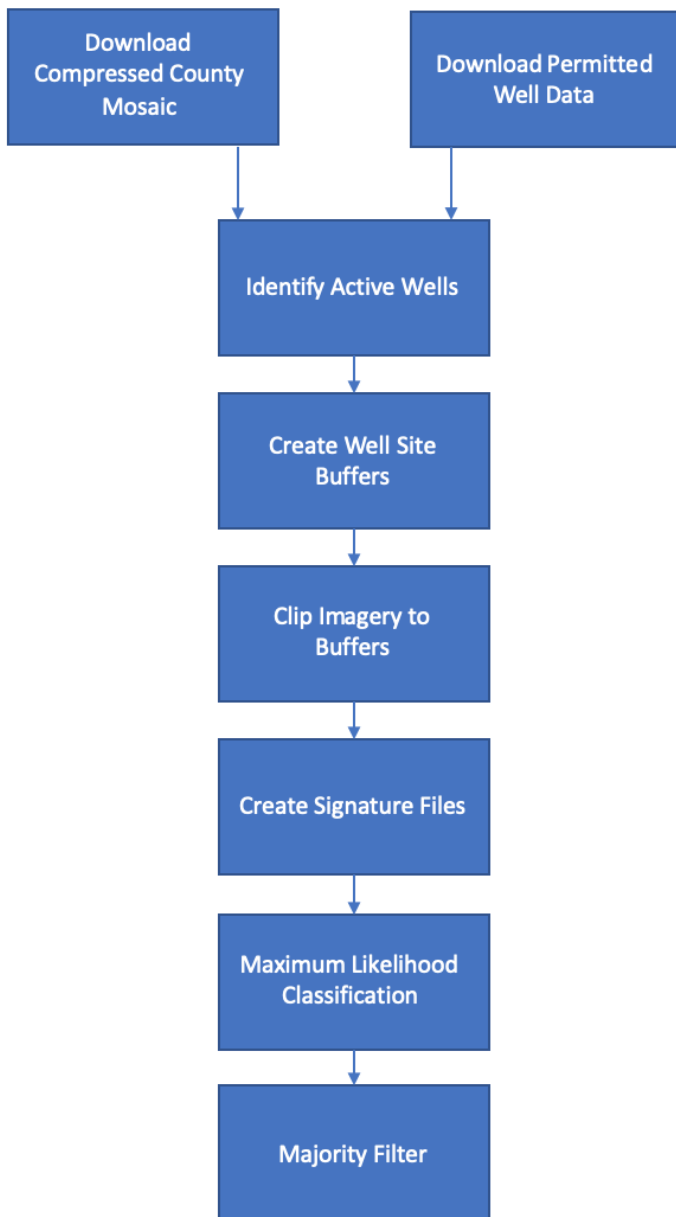 Download
Compressed County
Mosaic
Download Permitted
Well Data
Identify Active Wells
Create Well Site
Buffers
Clip Imagery to
Buffers
Create Signature Files
Maximum Likelihood
Classification
Majority Filter